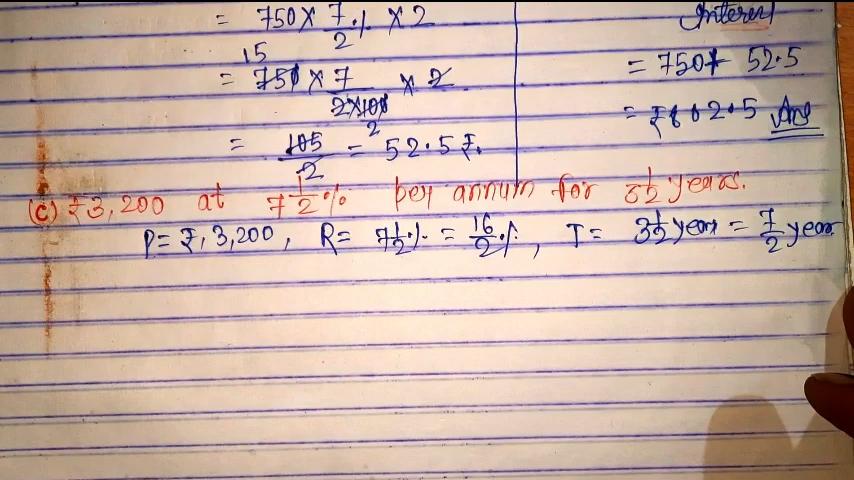 = 750 × 7/2 % × 2
Interest
15
= 750 × 7/2×100 × 2
= 750 + 52.5
2
= 105/2 = 52.5 ₹.
= ₹802.5 Ans
(c) ₹3,200 at 7 1/2 % per annum for 3 1/2 years.
P = ₹, 3,200, R = 7 1/2 % = 16/2 %, T = 3 1/2 year = 7/2 year